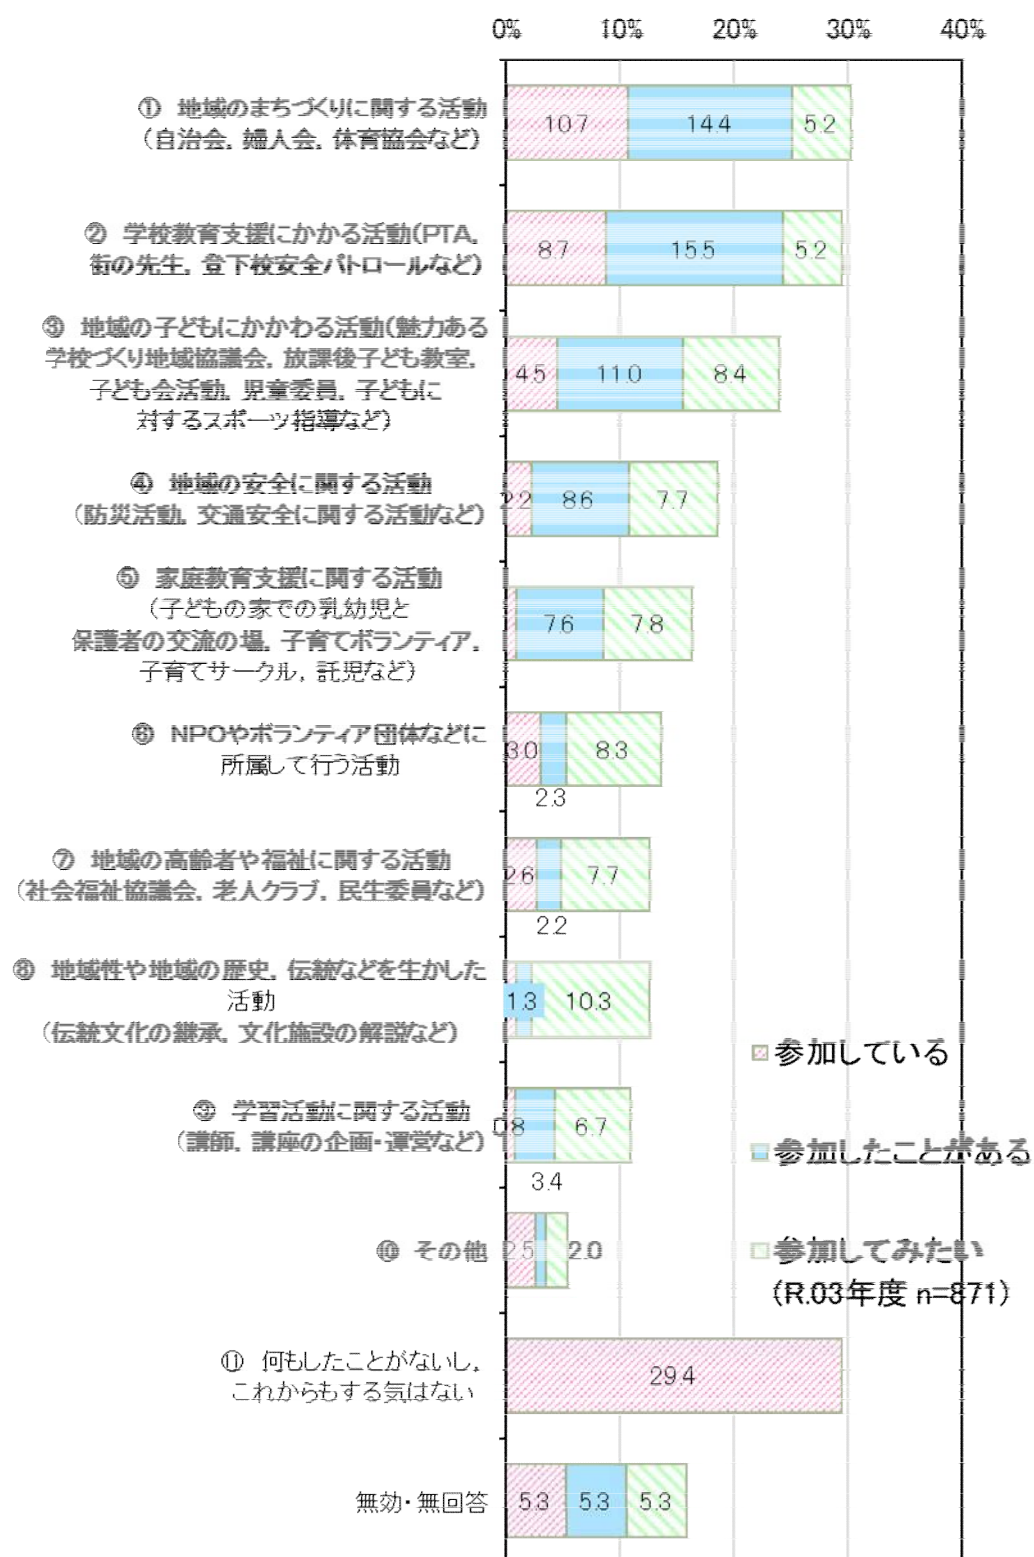 0% 10% 20% 30% 40%
① 地域のまちづくりに関する活動
（自治会，婦人会，体育協会など）
10.7 14.4 5.2
② 学校教育支援にかかる活動（PTA，
街の先生，登下校安全パトロールなど）
8.7 15.5 5.2
③ 地域の子どもにかかわる活動（魅力ある
学校づくり地域協議会，放課後子ども教室，
子ども会活動，児童委員，子どもに
対するスポーツ指導など）
4.5 11.0 8.4
④ 地域の安全に関する活動
（防災活動，交通安全に関する活動など）
2.2 8.6 7.7
⑤ 家庭教育支援に関する活動
（子どもの家での乳幼児と
保護者の交流の場，子育てボランティア，
子育てサークル，託児など）
7.6 7.8
⑥ NPOやボランティア団体などに
所属して行う活動
3.0 8.3
2.3
⑦ 地域の高齢者や福祉に関する活動
（社会福祉協議会，老人クラブ，民生委員など）
2.6 7.7
2.2
⑧ 地域性や地域の歴史，伝統などを生かした
活動
（伝統文化の継承，文化施設の解説など）
1.3 10.3
⑨ 学習活動に関する活動
（講師，講座の企画・運営など）
0.8 6.7
3.4
⑩ その他
2.5 2.0
⑪ 何もしたことがないし，
これからもする気はない
29.4
無効・無回答
5.3 5.3 5.3
参加している
参加したことがある
参加してみたい
（R.03年度 n=871）